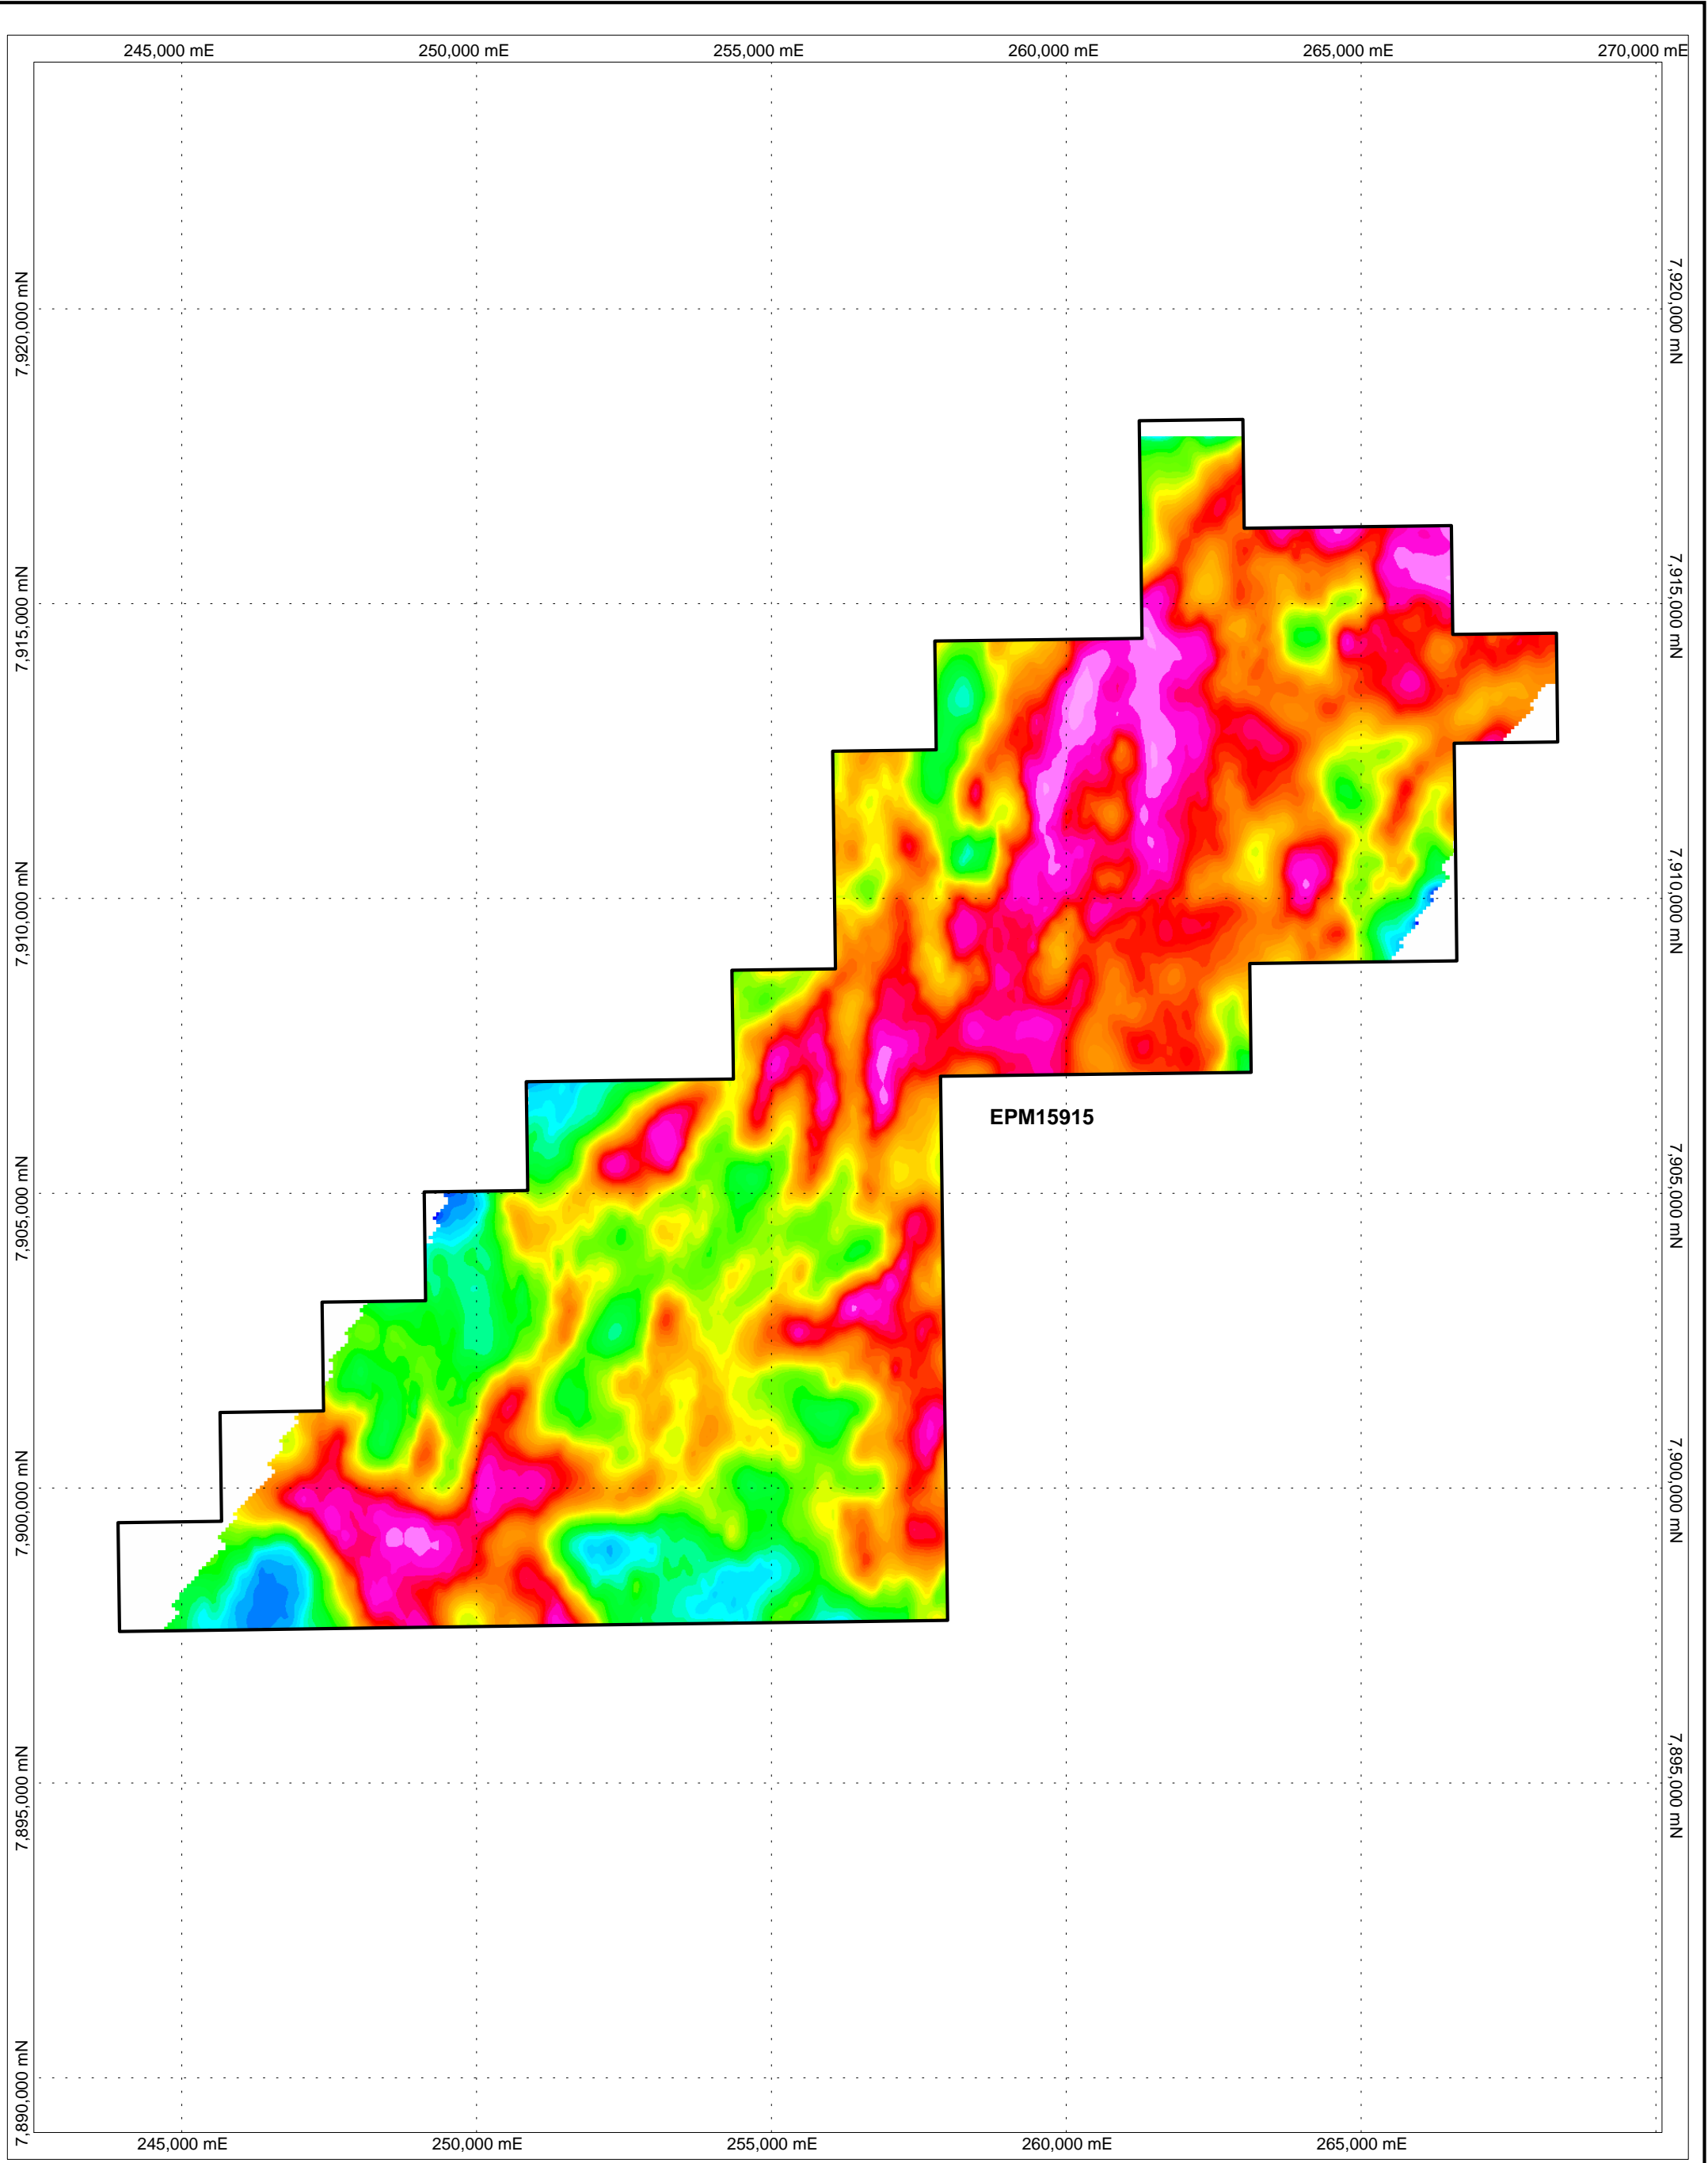 245,000 mE
250,000 mE
255,000 mE
260,000 mE
265,000 mE
270,000 mE
7,920,000 mN
7,920,000 mN
7,915,000 mN
7,915,000 mN
7,910,000 mN
7,910,000 mN
EPM15915
7,905,000 mN
7,905,000 mN
7,900,000 mN
7,900,000 mN
7,895,000 mN
7,895,000 mN
7,890,000 mN
245,000 mE
250,000 mE
255,000 mE
260,000 mE
265,000 mE